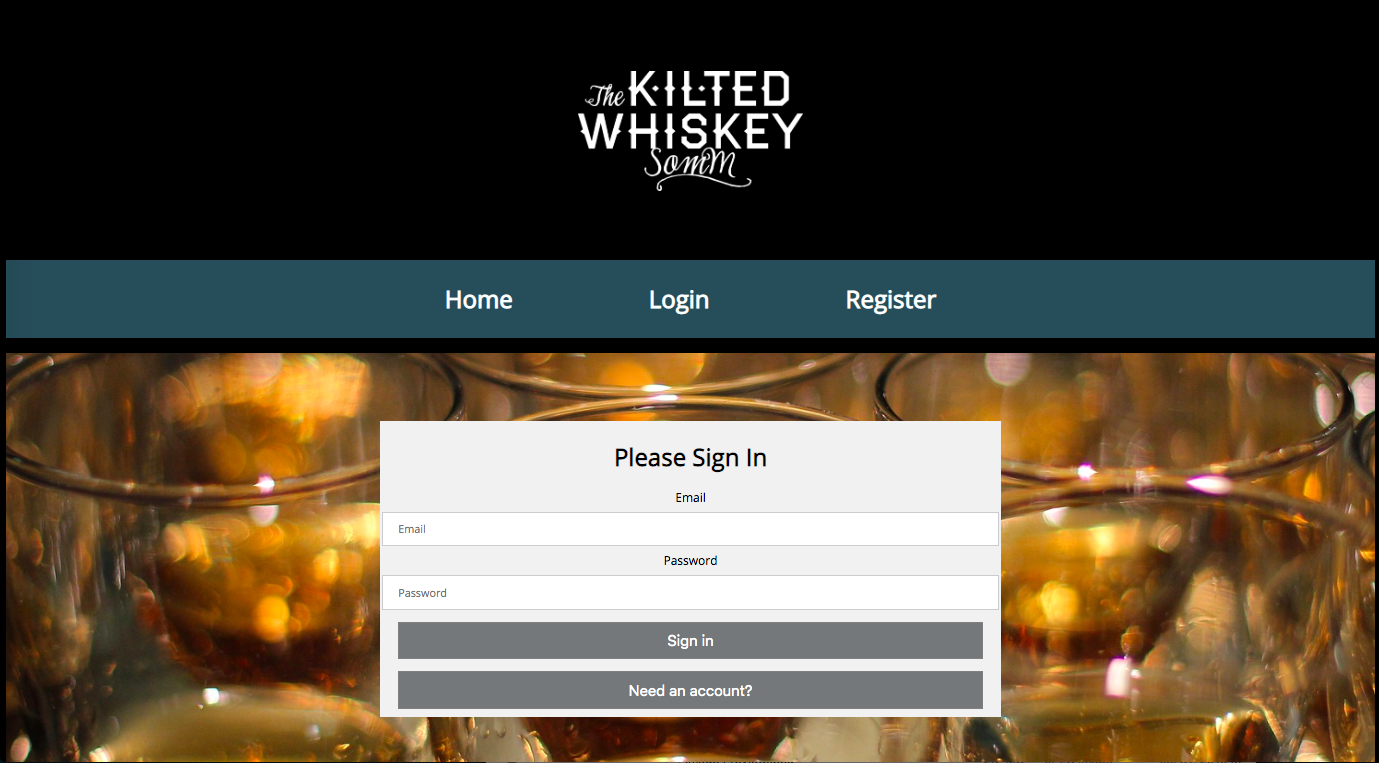 The KILTED
WHISKEY
SomM
Home Login Register
Please Sign In
Email
Email
Password
Password
Sign in
Need an account?